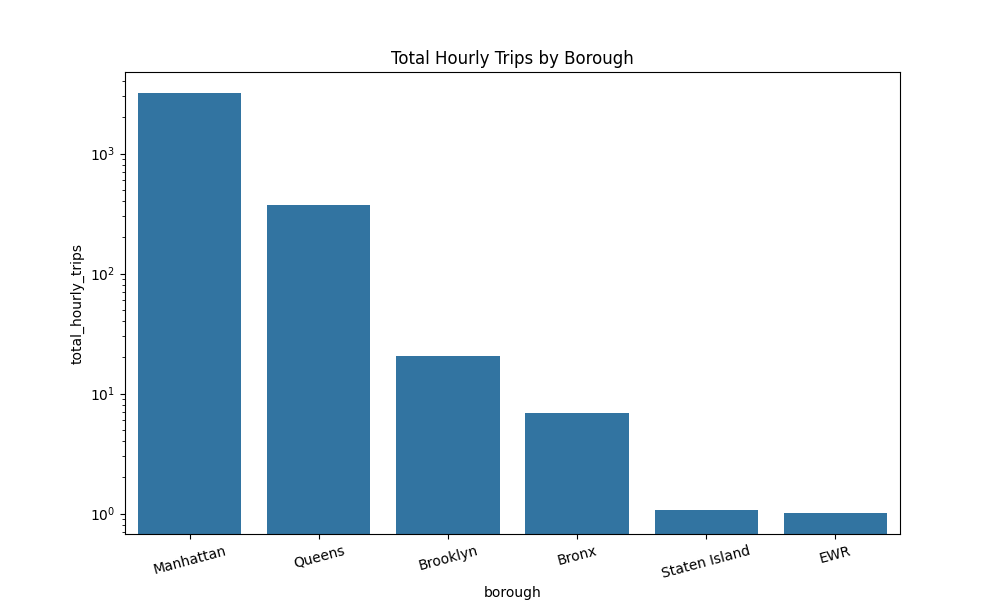 Total Hourly Trips by Borough
total_hourly_trips
10³
10²
10¹
10⁰
Manhattan
Queens
Brooklyn
Bronx
Staten Island
EWR
borough